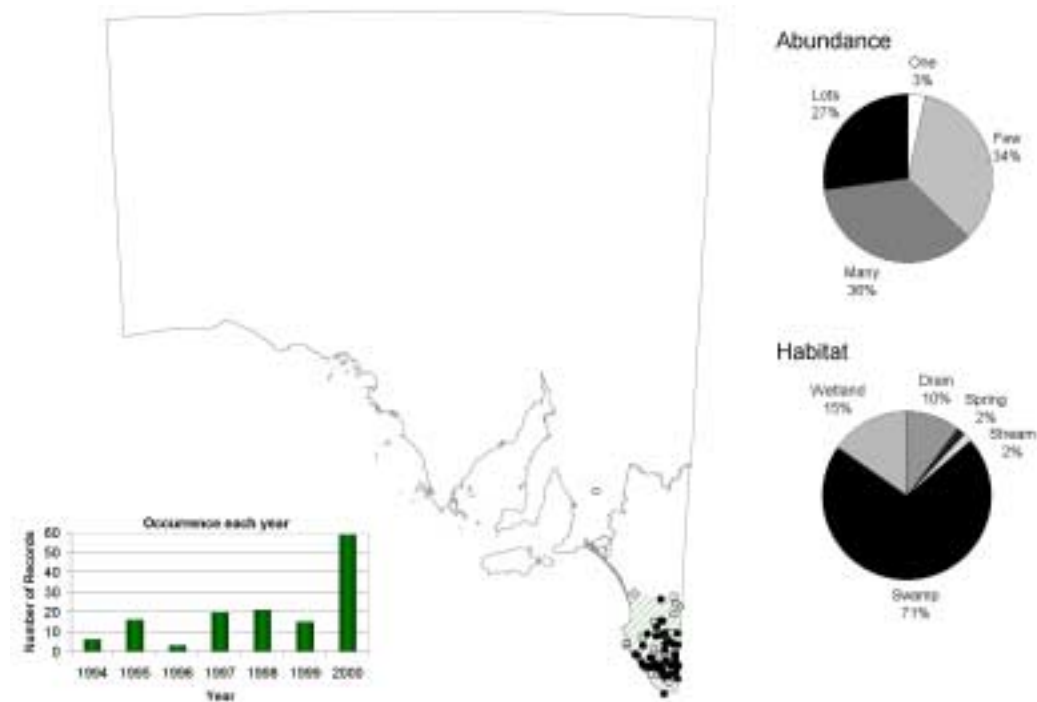 Abundance
One
3%
Lots
27%
Few
34%
Many
36%
Habitat
Wetland
15%
Drain
10%
Spring
2%
Stream
2%
Swamp
71%
Occurrence each year
Number of Records
60
50
40
30
20
10
0
1994 1995 1996 1997 1998 1999 2000
Year